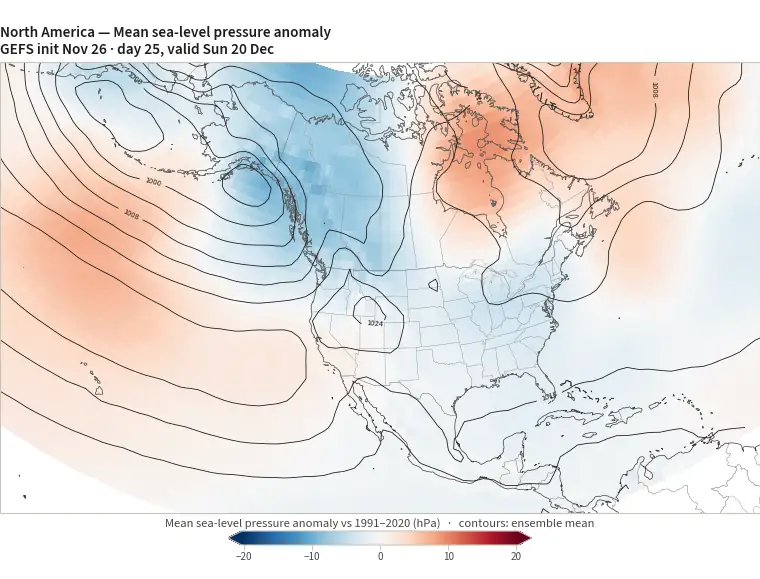 North America — Mean sea-level pressure anomaly
GEFS init Nov 26 · day 25, valid Sun 20 Dec
1000
1008
1008
1024
Mean sea-level pressure anomaly vs 1991–2020 (hPa) · contours: ensemble mean
−20 −10 0 10 20